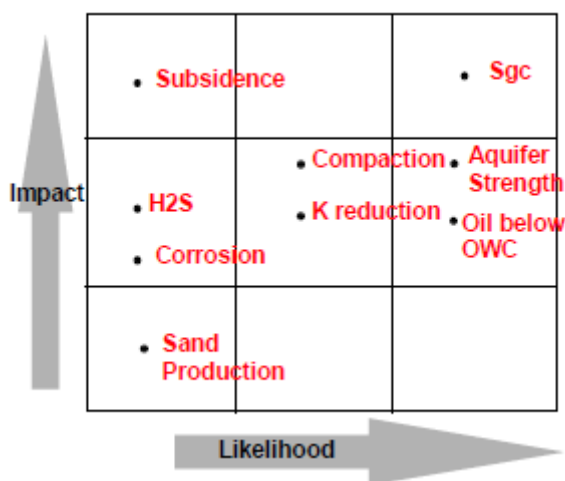 Subsidence
Sgc
Compaction
Aquifer
Strength
Impact
H2S
K reduction
Oil below
OWC
Corrosion
Sand
Production
Likelihood